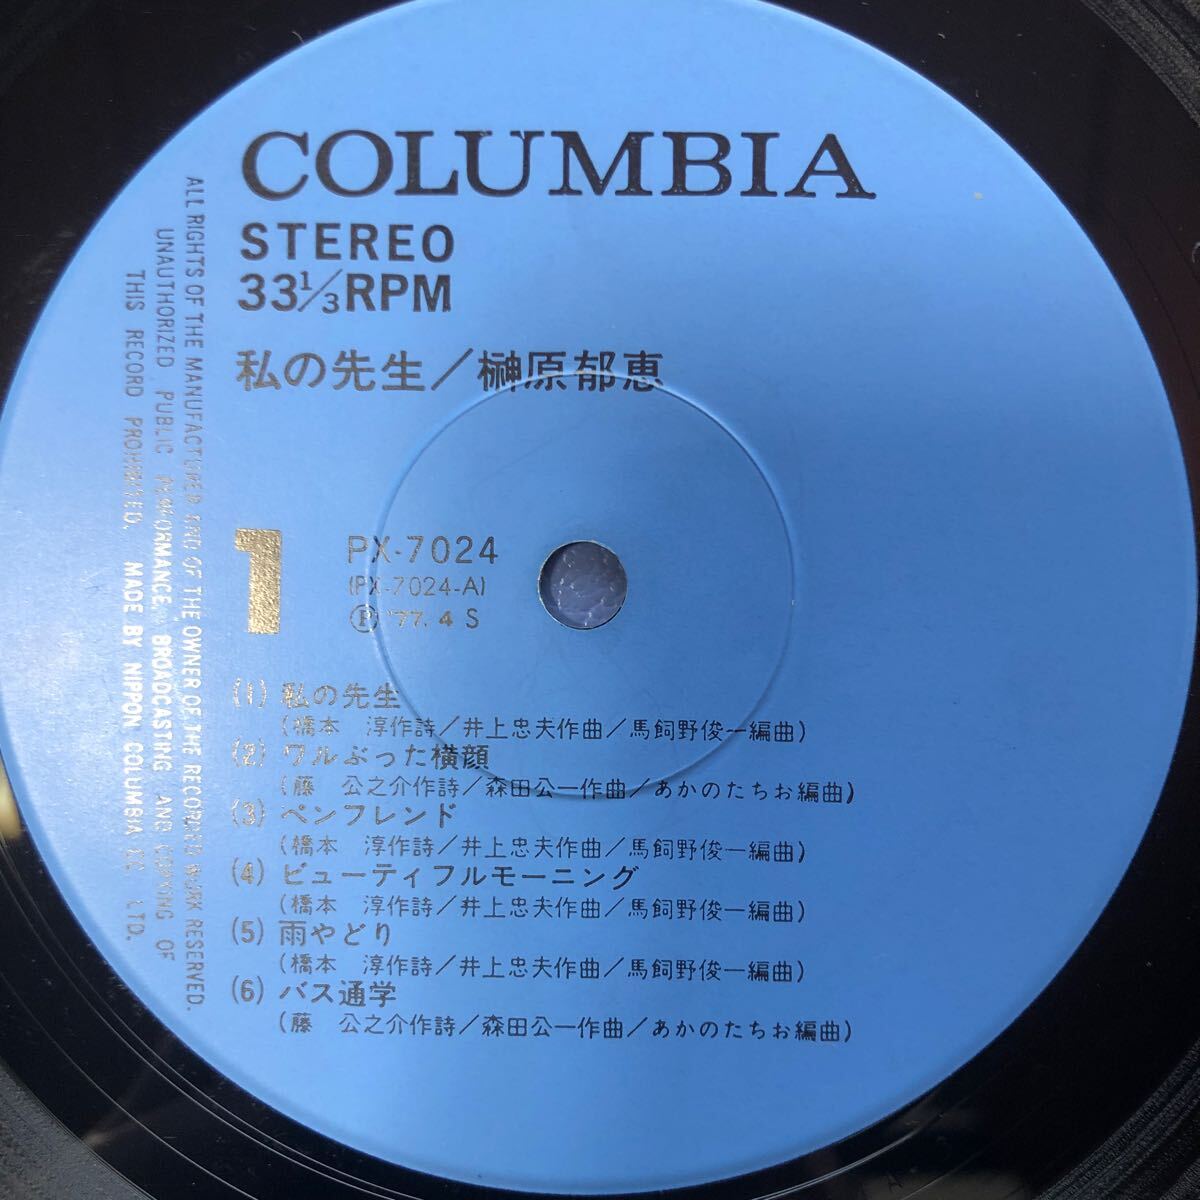 COLUMBIA
STEREO
33 1/3 RPM
私の先生／榊原郁恵
1
PX-7024
(PX-7024-A)
Ⓟ '77. 4 S
(1) 私の先生
(橋本　淳作詩／井上忠夫作曲／馬飼野俊一編曲)
(2) ワルぶった横顔
(藤　公之介作詩／森田公一作曲／あかのたちお編曲)
(3) ペンフレンド
(橋本　淳作詩／井上忠夫作曲／馬飼野俊一編曲)
(4) ビューティフルモーニング
(橋本　淳作詩／井上忠夫作曲／馬飼野俊一編曲)
(5) 雨やどり
(橋本　淳作詩／井上忠夫作曲／馬飼野俊一編曲)
(6) バス通学
(藤　公之介作詩／森田公一作曲／あかのたちお編曲)
ALL RIGHTS OF THE MANUFACTURER AND OF THE OWNER OF THE RECORDED WORK RESERVED.
UNAUTHORIZED PUBLIC PERFORMANCE, BROADCASTING AND COPYING OF
THIS RECORD PROHIBITED. MADE BY NIPPON COLUMBIA CO. LTD.